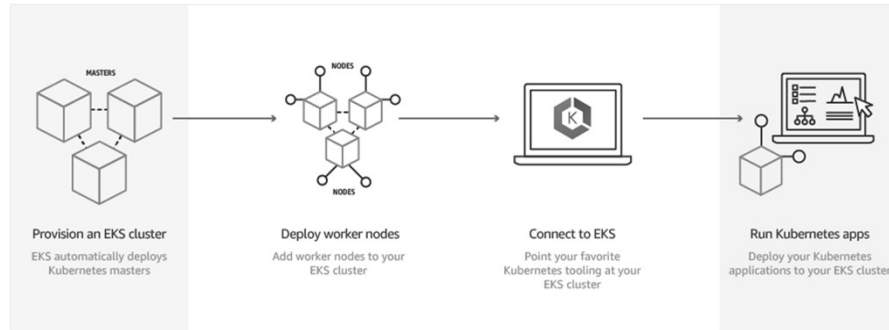 MASTERS
NODES
NODES
K
Provision an EKS cluster
EKS automatically deploys
Kubernetes masters
Deploy worker nodes
Add worker nodes to your
EKS cluster
Connect to EKS
Point your favorite
Kubernetes tooling at your
EKS cluster
Run Kubernetes apps
Deploy your Kubernetes
applications to your EKS cluster